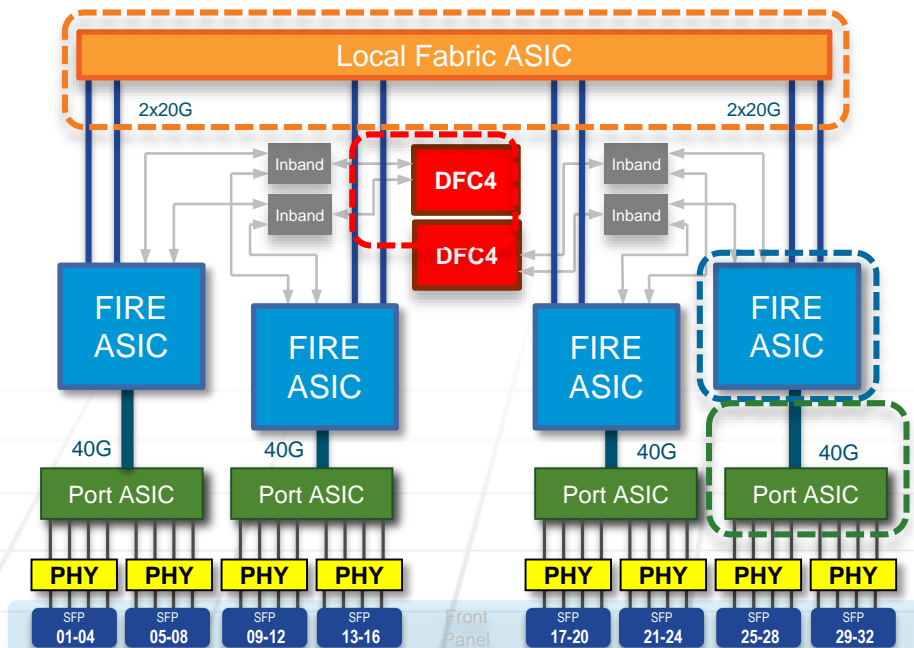 Local Fabric ASIC
2x20G
2x20G
Inband
DFC4
Inband
Inband
Inband
DFC4
FIRE
ASIC
FIRE
ASIC
FIRE
ASIC
FIRE
ASIC
40G
40G
40G
40G
Port ASIC
Port ASIC
Port ASIC
Port ASIC
PHY
PHY
PHY
PHY
PHY
PHY
PHY
PHY
SFP
01-04
SFP
05-08
SFP
09-12
SFP
13-16
Front
Panel
SFP
17-20
SFP
21-24
SFP
25-28
SFP
29-32